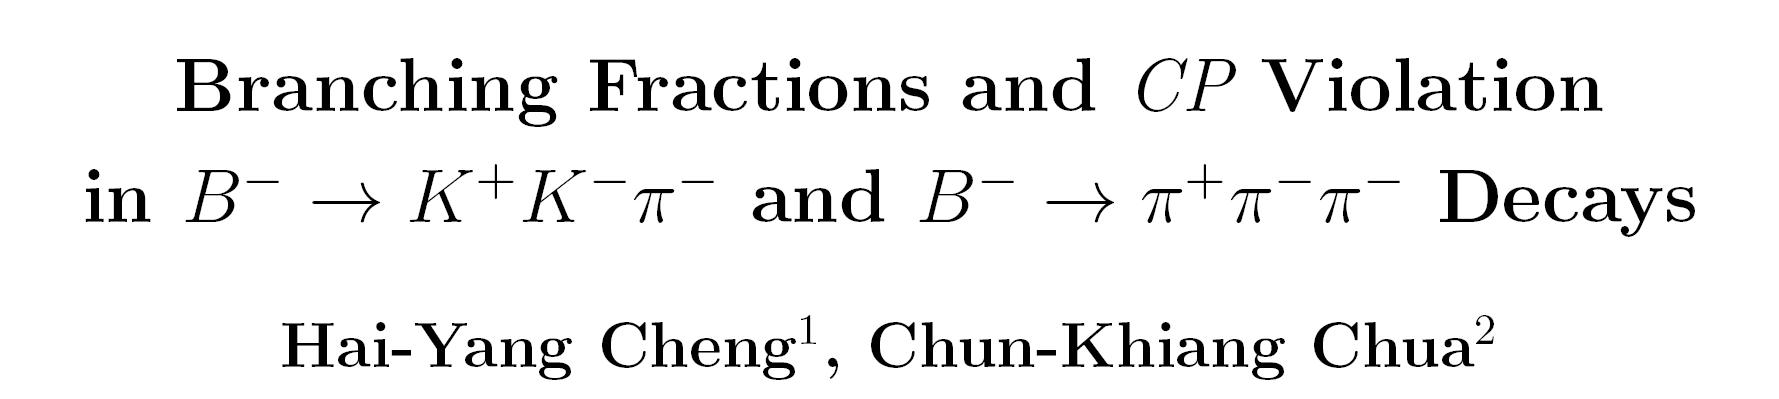 Branching Fractions and CP Violation
in B⁻ → K⁺K⁻π⁻ and B⁻ → π⁺π⁻π⁻ Decays
Hai-Yang Cheng¹, Chun-Khiang Chua²